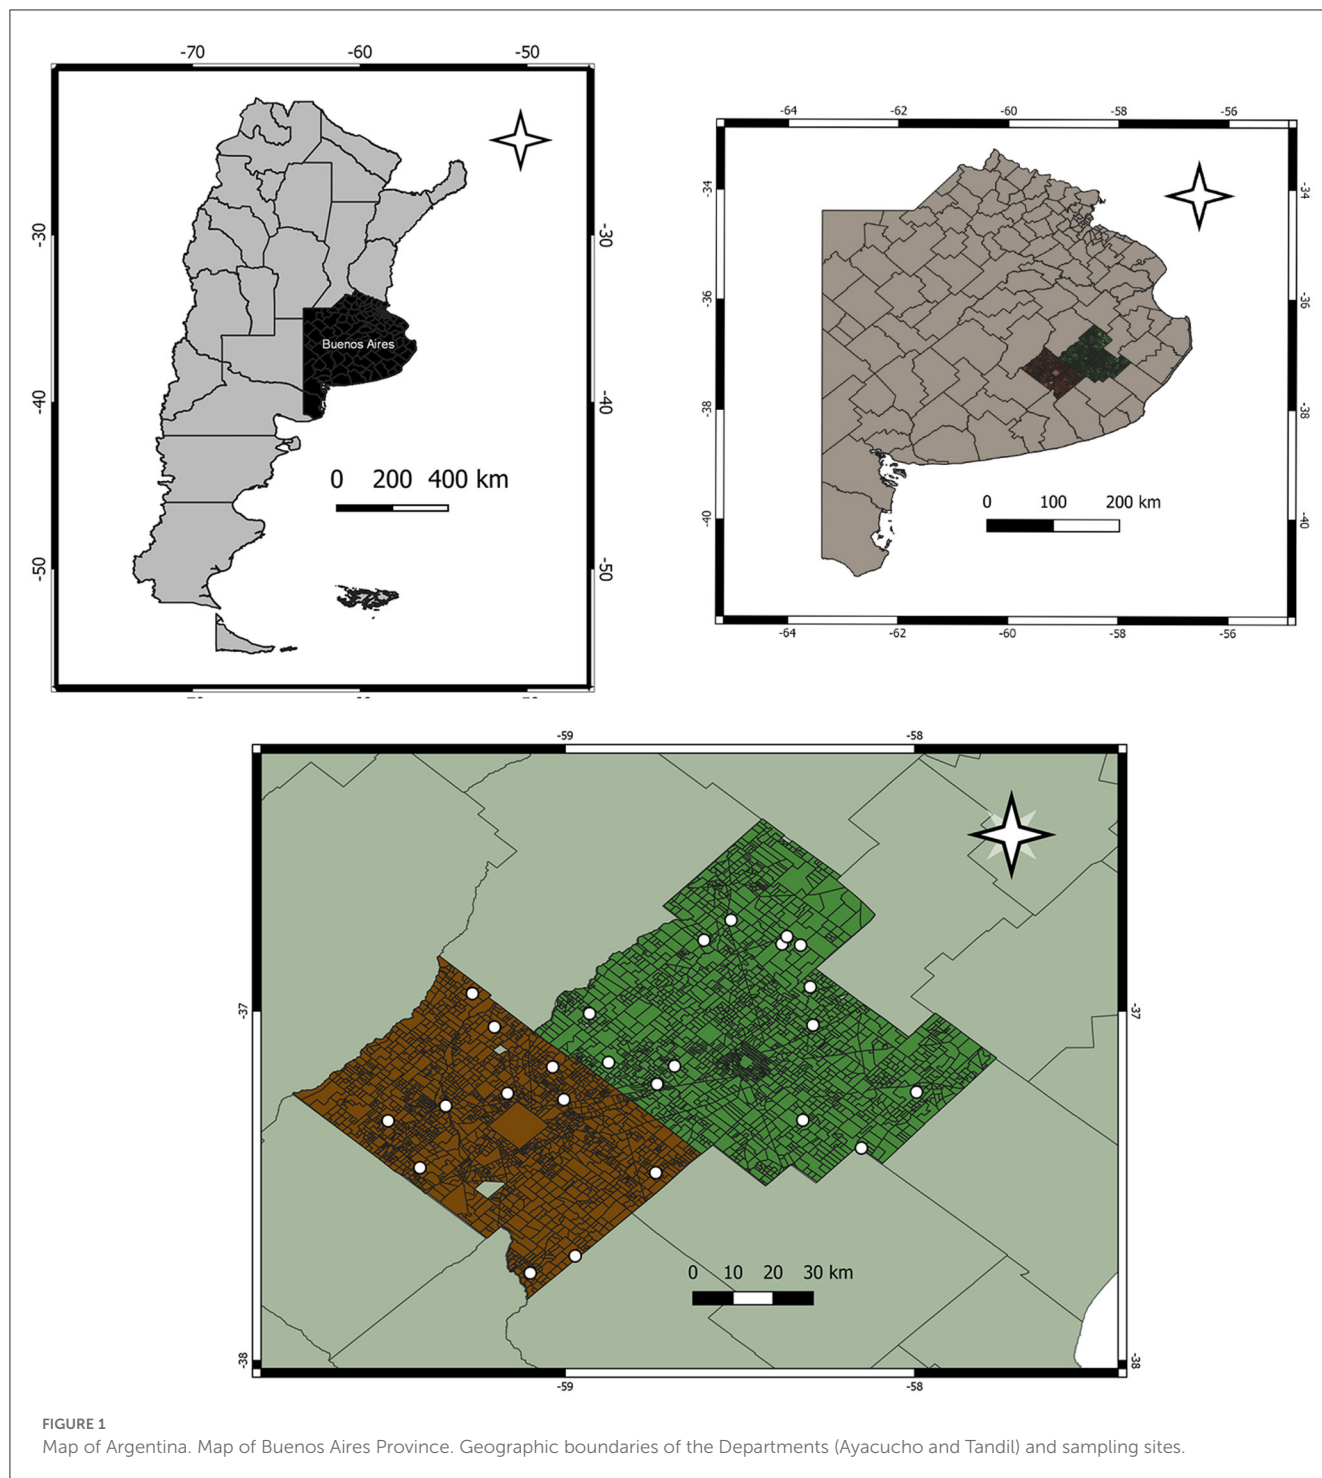 -70 -60 -50
-30 -30
Buenos Aires
-40 -40
0 200 400 km
-50 -50
-64 -62 -60 -58 -56
-34 -34
-36 -36
-38 -38
0 100 200 km
-40 -40
-64 -62 -60 -58 -56
-59 -58
-37 -37
0 10 20 30 km
-38 -38
-59 -58
FIGURE 1
Map of Argentina. Map of Buenos Aires Province. Geographic boundaries of the Departments (Ayacucho and Tandil) and sampling sites.